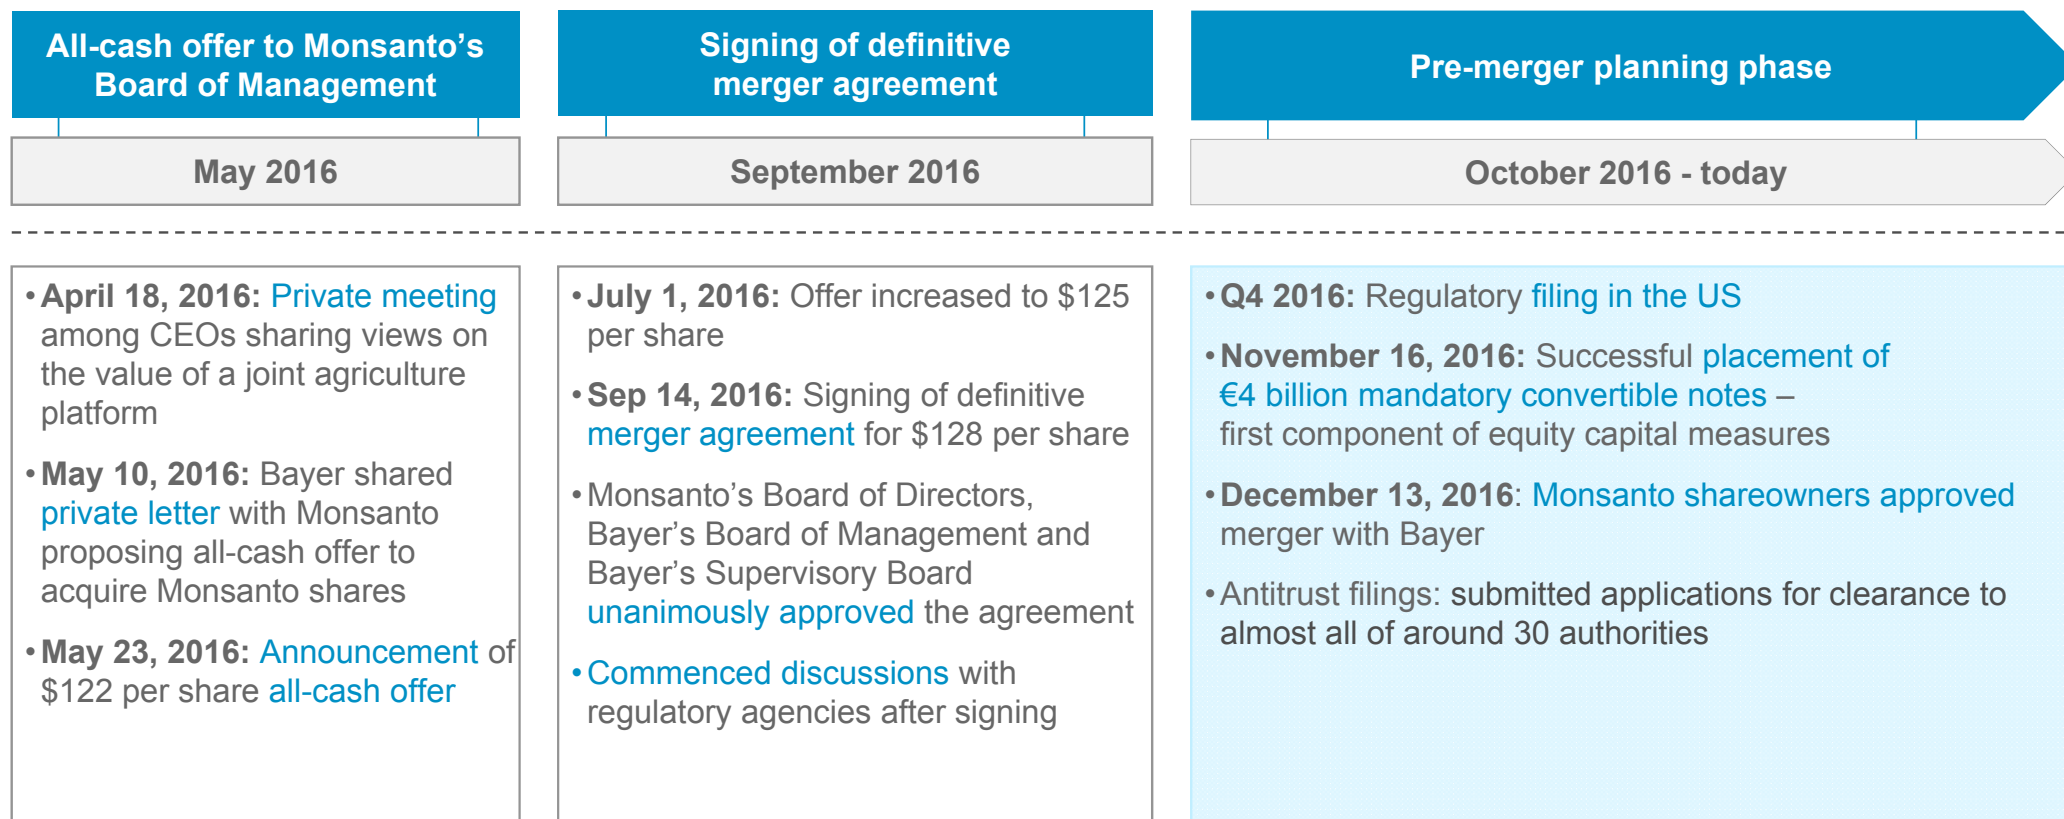 All-cash offer to Monsanto’s
Board of Management
May 2016
• April 18, 2016: Private meeting
among CEOs sharing views on
the value of a joint agriculture
platform
• May 10, 2016: Bayer shared
private letter with Monsanto
proposing all-cash offer to
acquire Monsanto shares
• May 23, 2016: Announcement of
$122 per share all-cash offer
Signing of definitive
merger agreement
September 2016
• July 1, 2016: Offer increased to $125
per share
• Sep 14, 2016: Signing of definitive
merger agreement for $128 per share
• Monsanto’s Board of Directors,
Bayer’s Board of Management and
Bayer’s Supervisory Board
unanimously approved the agreement
• Commenced discussions with
regulatory agencies after signing
Pre-merger planning phase
October 2016 - today
• Q4 2016: Regulatory filing in the US
• November 16, 2016: Successful placement of
€4 billion mandatory convertible notes –
first component of equity capital measures
• December 13, 2016: Monsanto shareowners approved
merger with Bayer
• Antitrust filings: submitted applications for clearance to
almost all of around 30 authorities